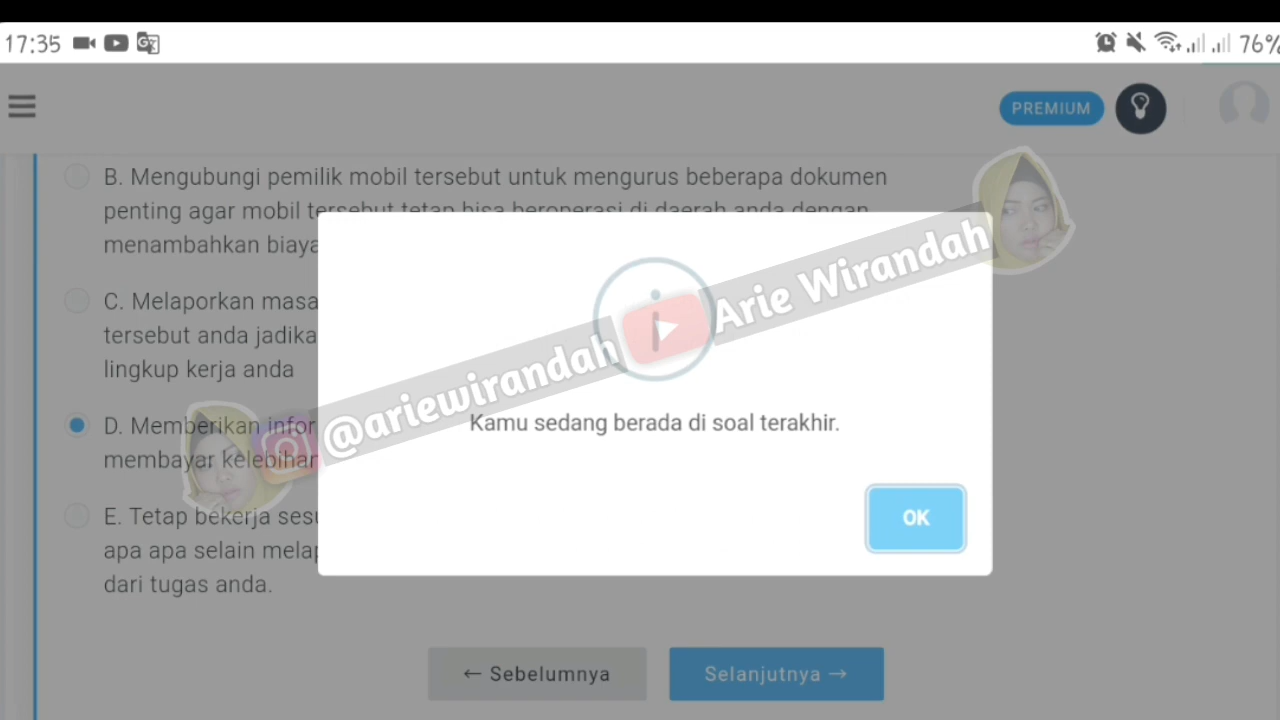 17:35
76%
PREMIUM
B. Mengubungi pemilik mobil tersebut untuk mengurus beberapa dokumen
penting agar mobil tersebut tetap bisa beroperasi di daerah anda dengan
menambahkan biaya
C. Melaporkan masa
tersebut anda jadika
lingkup kerja anda
D. Memberikan infor
membayar kelebihan
E. Tetap bekerja sesu
apa apa selain melap
dari tugas anda.
@ariewirandah Arie Wirandah
Kamu sedang berada di soal terakhir.
OK
← Sebelumnya
Selanjutnya →